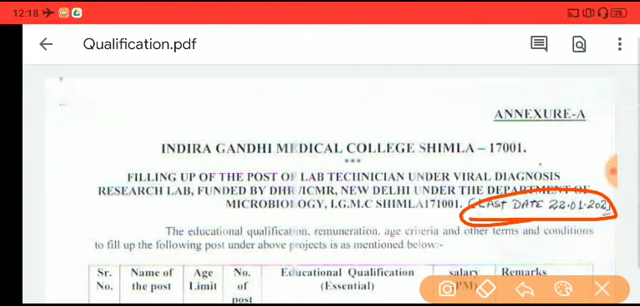 12:18
Qualification.pdf
ANNEXURE-A
INDIRA GANDHI MEDICAL COLLEGE SHIMLA – 17001.
***
FILLING UP OF THE POST OF LAB TECHNICIAN UNDER VIRAL DIAGNOSIS
RESEARCH LAB, FUNDED BY DHR /ICMR, NEW DELHI UNDER THE DEPARTMENT OF
MICROBIOLOGY, I.G.M.C SHIMLA171001. (LAST DATE 22.01.202
The educational qualification, remuneration, age criteria and other terms and conditions
to fill up the following post under above projects is as mentioned below:-
Sr. Name of Age No. Educational Qualification salary Remarks
No. the post Limit of (Essential) (PM)
post